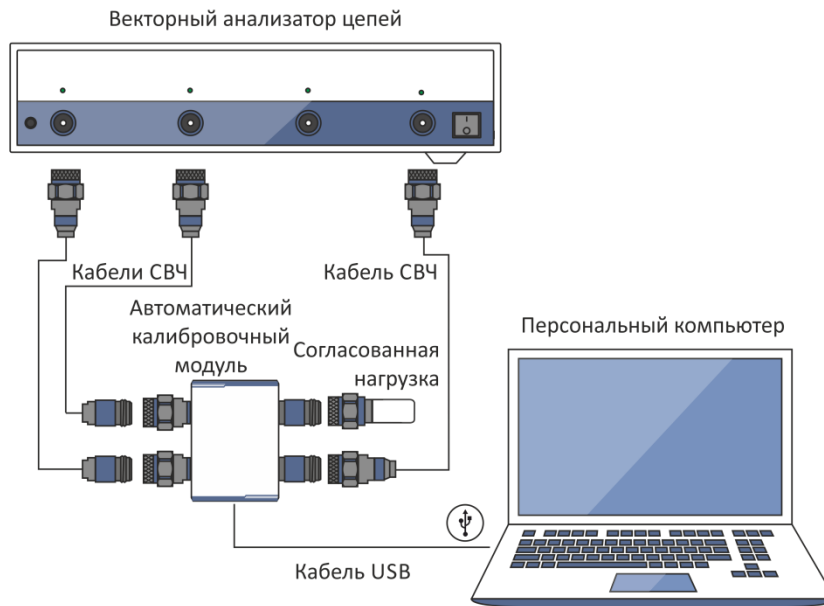 Векторный анализатор цепей
Кабели СВЧ
Кабель СВЧ
Автоматический
калибровочный
модуль
Согласованная
нагрузка
Персональный компьютер
Кабель USB